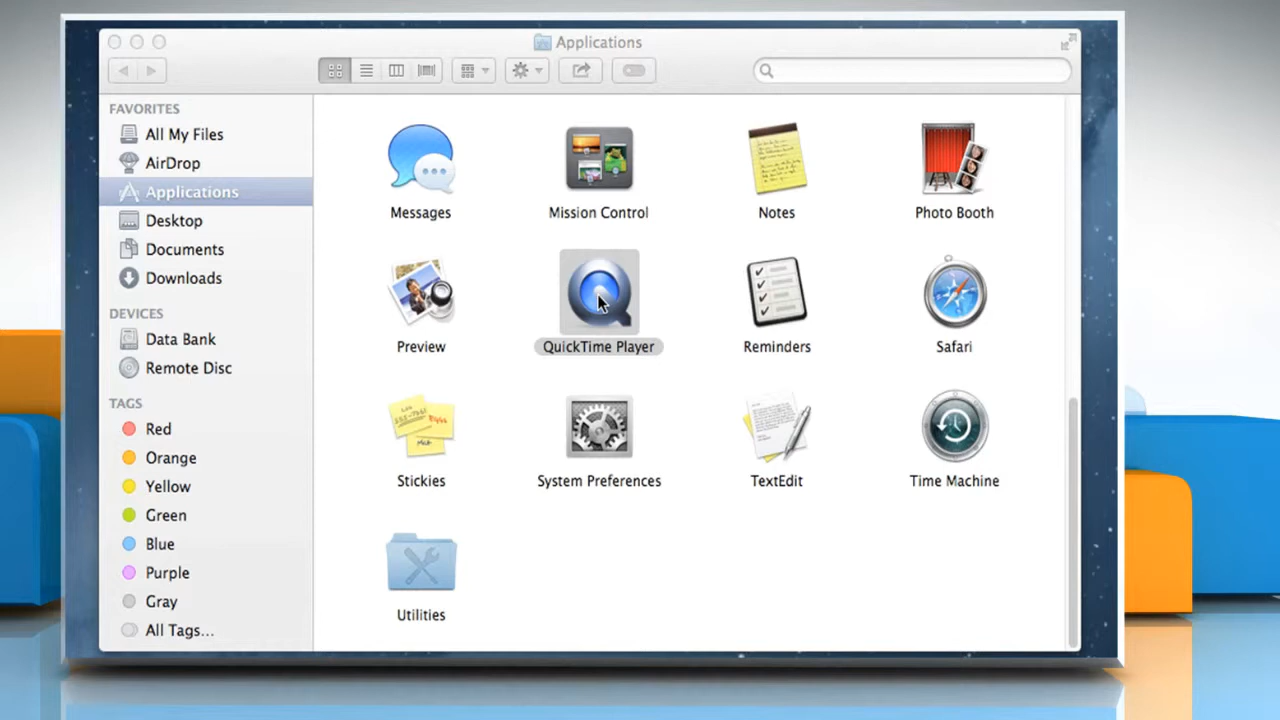 Applications
FAVORITES
All My Files
AirDrop
Applications
Desktop
Documents
Downloads
DEVICES
Data Bank
Remote Disc
TAGS
Red
Orange
Yellow
Green
Blue
Purple
Gray
All Tags...
Messages
Mission Control
Notes
Photo Booth
Preview
QuickTime Player
Reminders
Safari
Stickies
System Preferences
TextEdit
Time Machine
Utilities